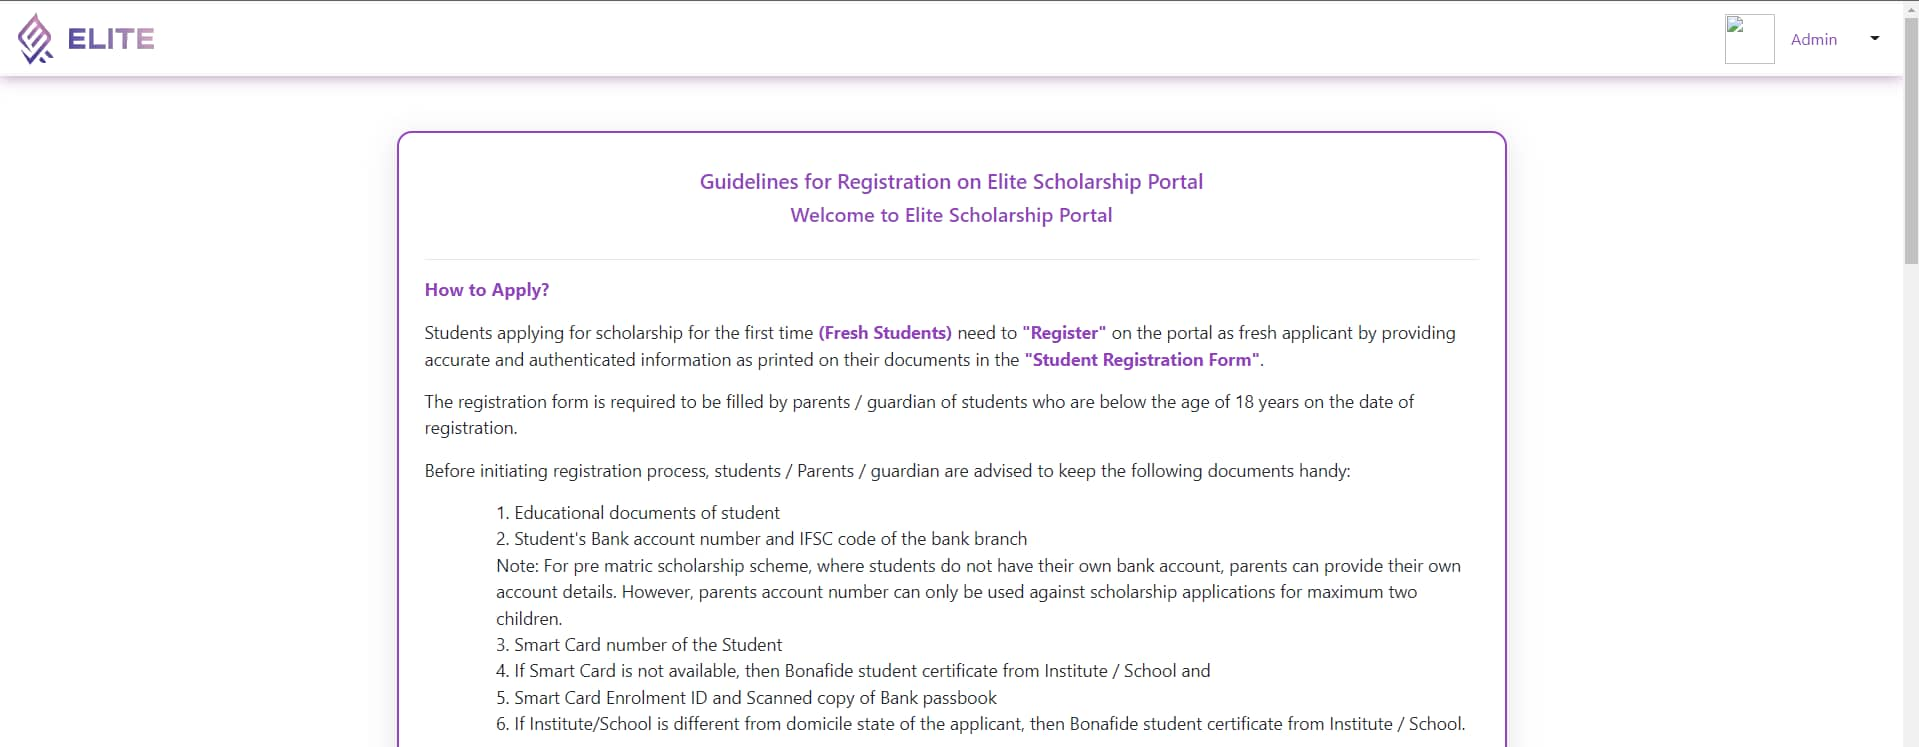 ELITE
Admin
Guidelines for Registration on Elite Scholarship Portal
Welcome to Elite Scholarship Portal
How to Apply?
Students applying for scholarship for the first time (Fresh Students) need to "Register" on the portal as fresh applicant by providing
accurate and authenticated information as printed on their documents in the "Student Registration Form".
The registration form is required to be filled by parents / guardian of students who are below the age of 18 years on the date of
registration.
Before initiating registration process, students / Parents / guardian are advised to keep the following documents handy:
1. Educational documents of student
2. Student's Bank account number and IFSC code of the bank branch
Note: For pre matric scholarship scheme, where students do not have their own bank account, parents can provide their own
account details. However, parents account number can only be used against scholarship applications for maximum two
children.
3. Smart Card number of the Student
4. If Smart Card is not available, then Bonafide student certificate from Institute / School and
5. Smart Card Enrolment ID and Scanned copy of Bank passbook
6. If Institute/School is different from domicile state of the applicant, then Bonafide student certificate from Institute / School.